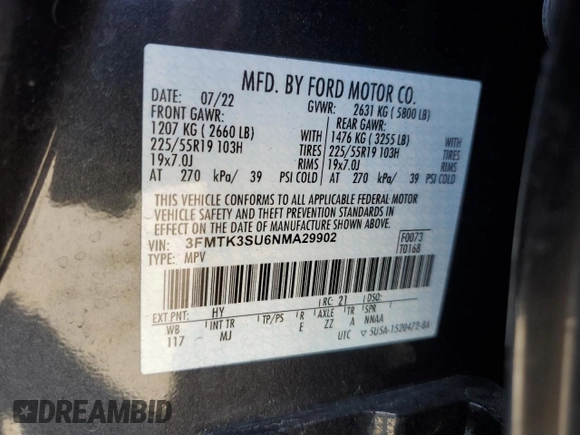 MFD. BY FORD MOTOR CO.
DATE: 07/22 GVWR: 2631 KG ( 5800 LB)
FRONT GAWR: REAR GAWR:
1207 KG ( 2660 LB) WITH 1476 KG ( 3255 LB) WITH
225/55R19 103H TIRES 225/55R19 103H TIRES
19x7.0J RIMS 19x7.0J RIMS
AT 270 kPa/ 39 PSI COLD AT 270 kPa/ 39 PSI COLD
THIS VEHICLE CONFORMS TO ALL APPLICABLE FEDERAL MOTOR
VEHICLE SAFETY AND THEFT PREVENTION STANDARDS IN
EFFECT ON THE DATE OF MANUFACTURE SHOWN ABOVE.
VIN: 3FMTK3SU6NMA29902 F0073
TYPE: MPV T0168
EXT PNT: HY RC: 21 DSO:
WB INT TR TP/PS R AXLE TR SPR
117 MJ E ZZ A NNAA
UTC ▽ 5U5A-1520472-BA
DREAMBID